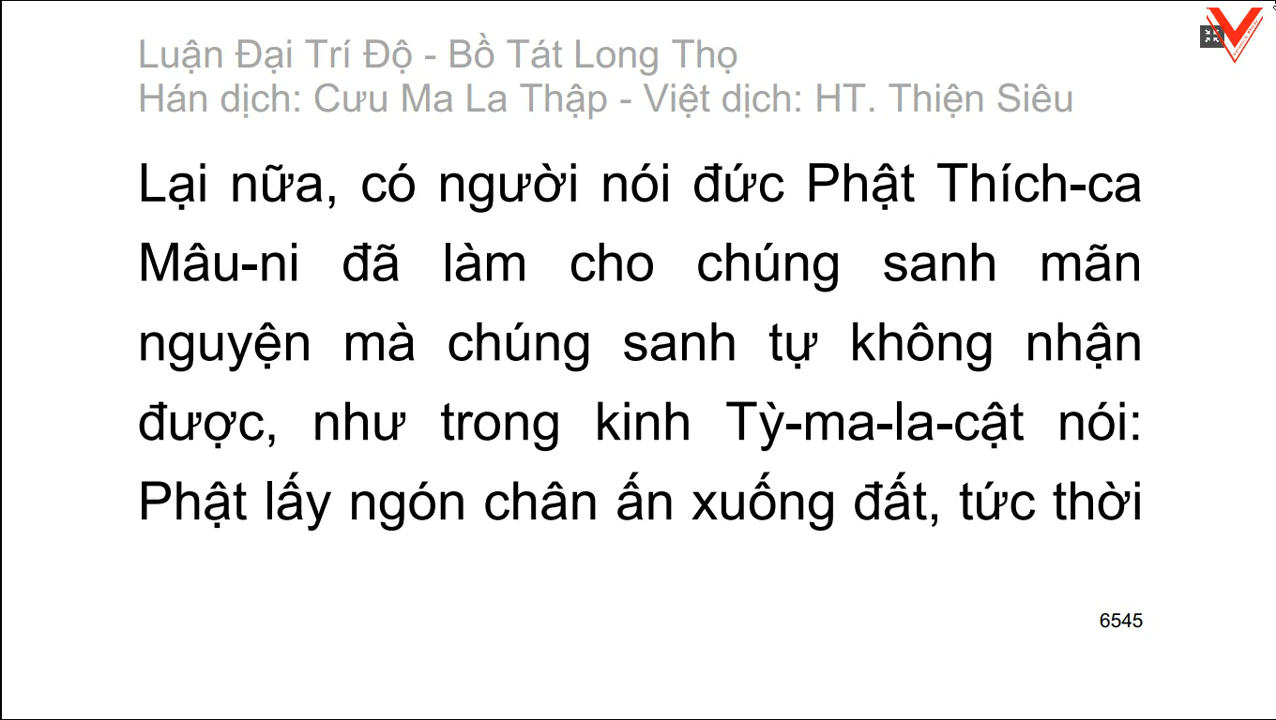 Luận Đại Trí Độ - Bồ Tát Long Thọ
Hán dịch: Cưu Ma La Thập - Việt dịch: HT. Thiện Siêu
Lại nữa, có người nói đức Phật Thích-ca
Mâu-ni đã làm cho chúng sanh mãn
nguyện mà chúng sanh tự không nhận
được, như trong kinh Tỳ-ma-la-cật nói:
Phật lấy ngón chân ấn xuống đất, tức thời
6545